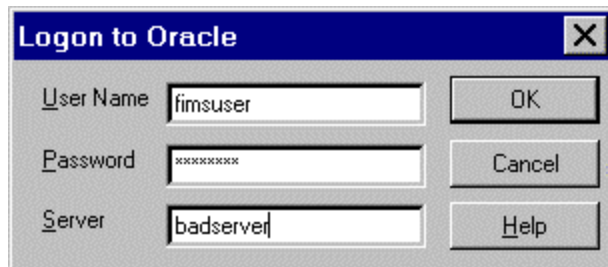 Logon to Oracle
User Name fimsuser OK
Password ******** Cancel
Server badserver Help